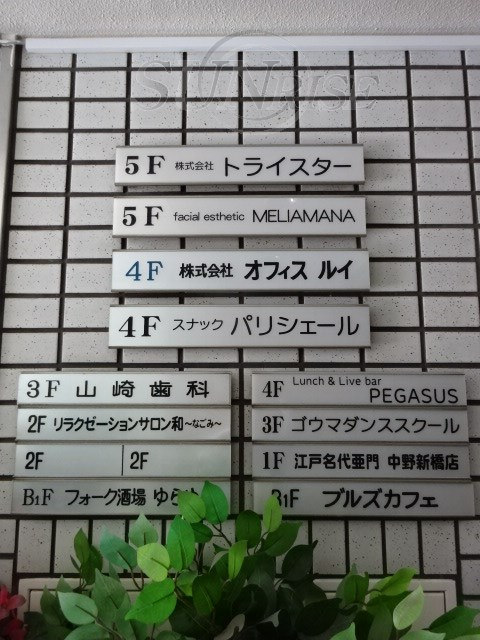 SUNRISE
5F 株式会社 トライスター
5F facial esthetic MELIAMANA
4F 株式会社 オフィス ルイ
4F スナック パリシェール
3F 山崎歯科
2F リラクゼーションサロン和~なごみ~
2F 2F
B1F フォーク酒場 ゆら
4F Lunch & Live bar
PEGASUS
3F ゴウマダンススクール
1F 江戸名代亜門 中野新橋店
B1F ブルズカフェ